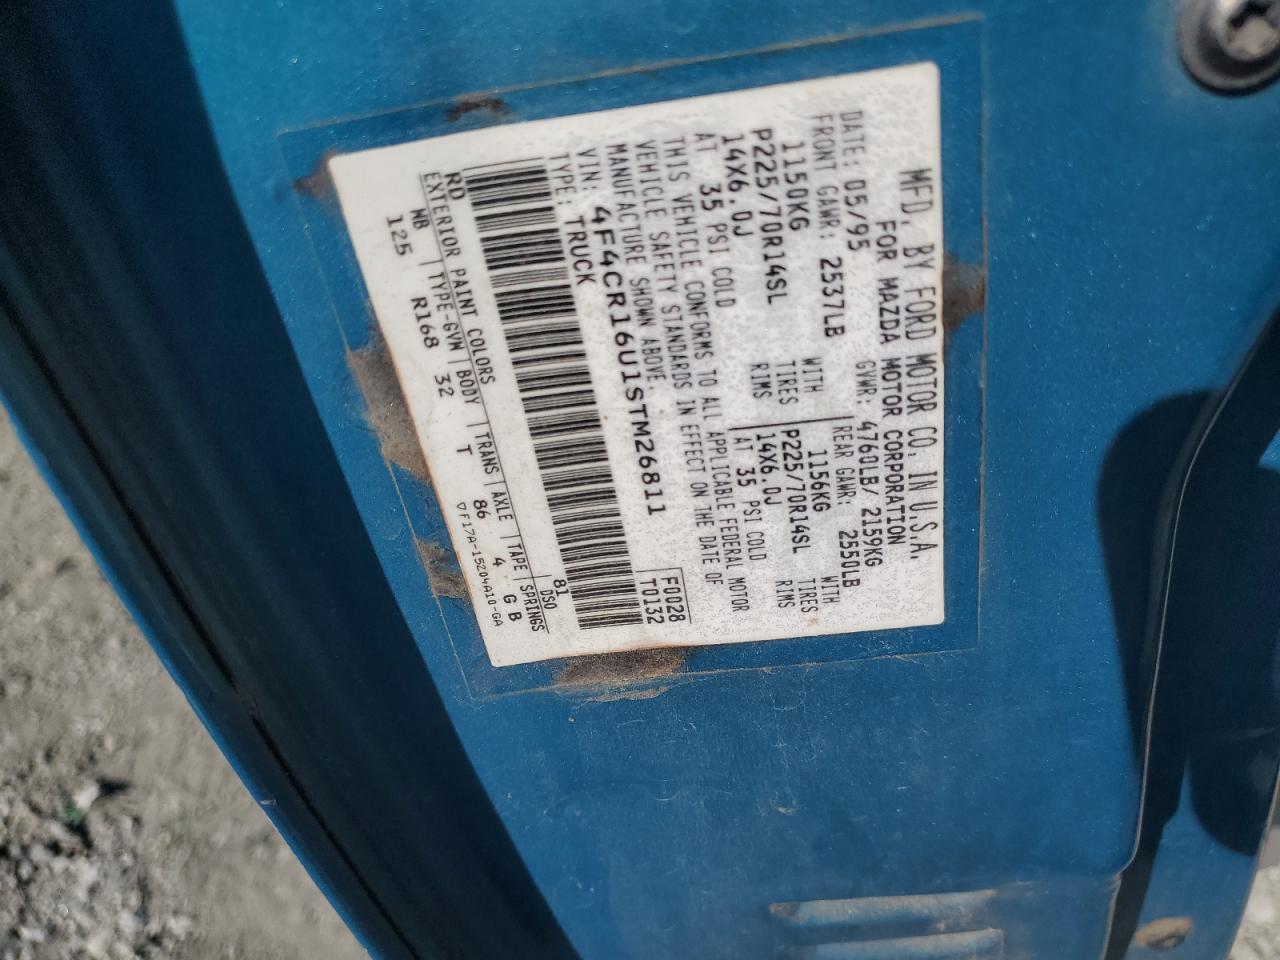 MFD. BY FORD MOTOR CO. IN U.S.A.
FOR MAZDA MOTOR CORPORATION
DATE: 05/95 GVWR: 4760LB/ 2159KG
FRONT GAWR: 2537LB REAR GAWR: 2550LB
1150KG WITH 1156KG WITH
P225/70R14SL TIRES P225/70R14SL TIRES
14X6.0J RIMS 14X6.0J RIMS
AT 35 PSI COLD AT 35 PSI COLD
THIS VEHICLE CONFORMS TO ALL APPLICABLE FEDERAL MOTOR
VEHICLE SAFETY STANDARDS IN EFFECT ON THE DATE OF
MANUFACTURE SHOWN ABOVE.
VIN: 4F4CR16U1STM26811 F0028
TYPE: TRUCK T0132
81
RD DSO
EXTERIOR PAINT COLORS
WB TYPE-GVW BODY TRANS AXLE TAPE SPRINGS
125 R168 32 T 86 4 G B
▽F17A-15204A10-GA